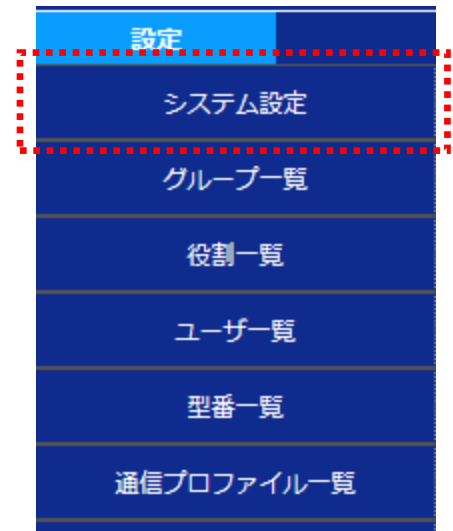 設定
システム設定
グループ一覧
役割一覧
ユーザ一覧
型番一覧
通信プロファイル一覧